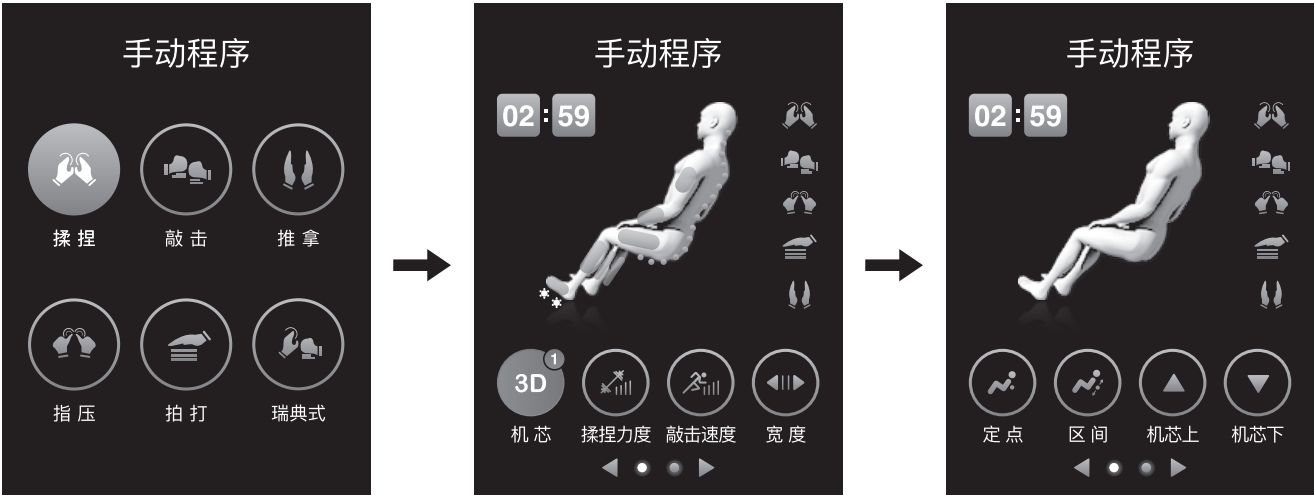 手动程序
揉捏 敲击 推拿
指压 拍打 瑞典式
手动程序
02:59
3D 1
机芯 揉捏力度 敲击速度 宽度
手动程序
02:59
定点 区间 机芯上 机芯下